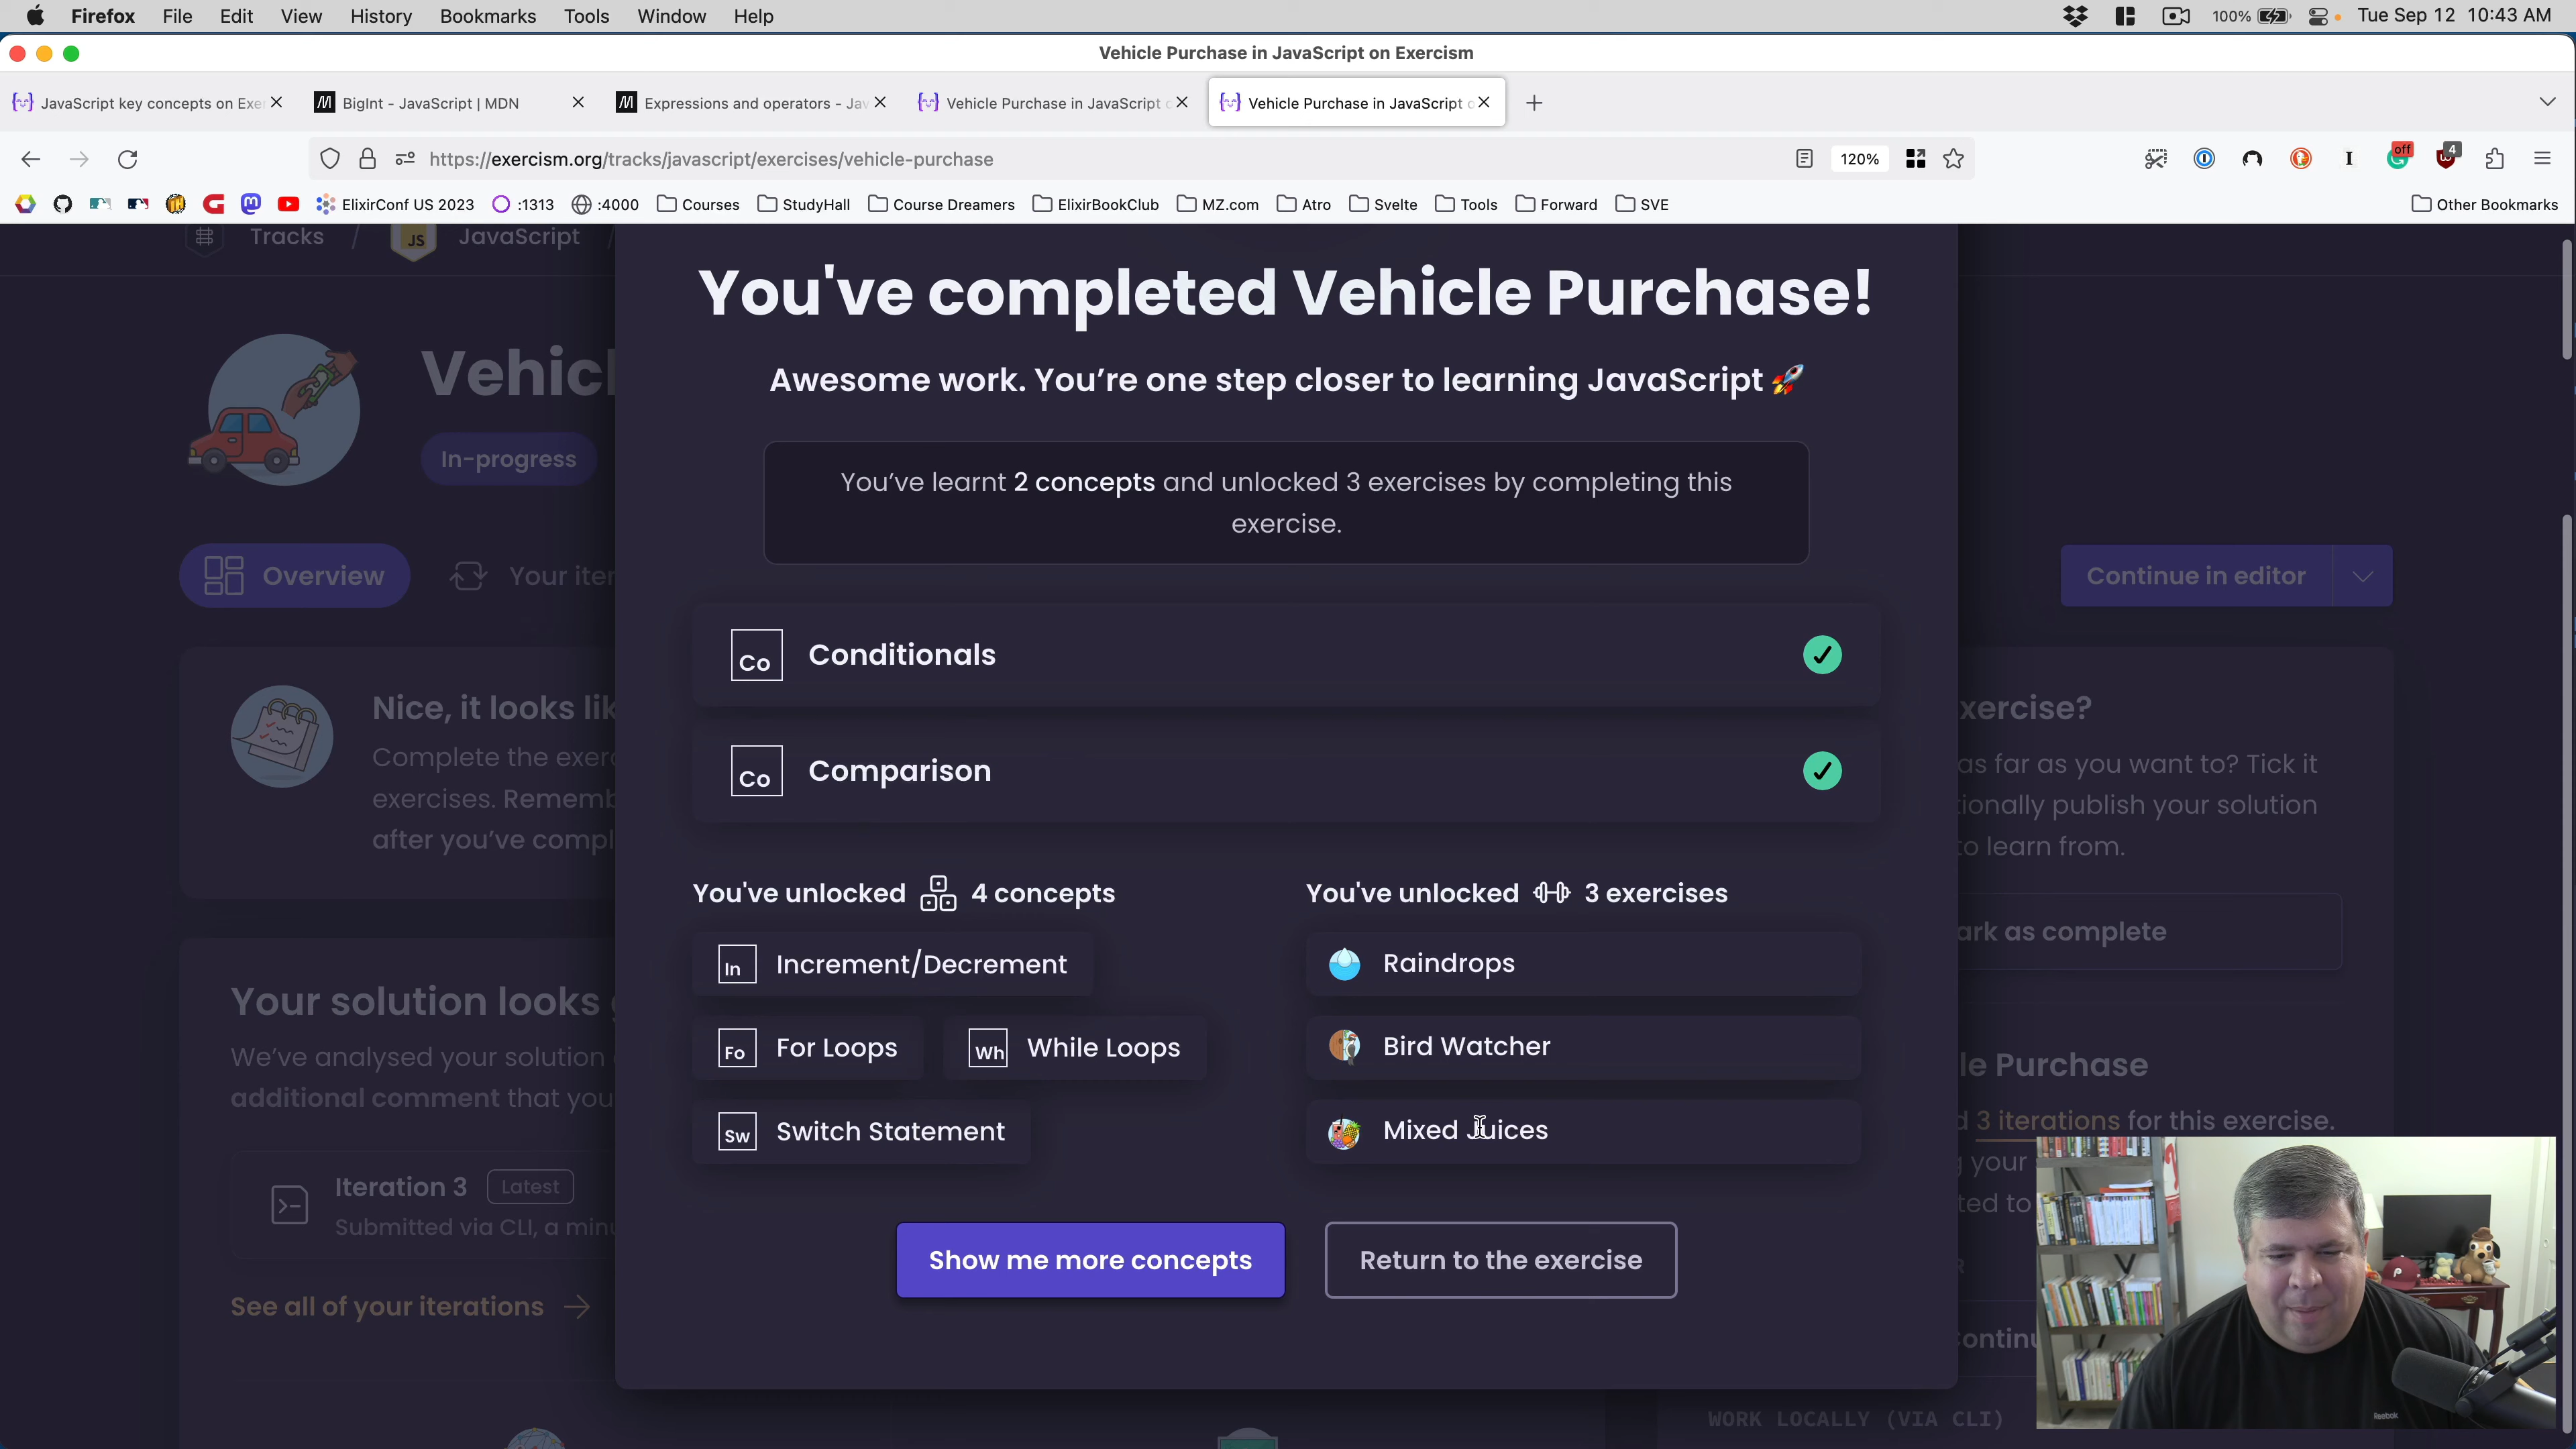 Firefox File Edit View History Bookmarks Tools Window Help 100% Tue Sep 12 10:43 AM
Vehicle Purchase in JavaScript on Exercism
JavaScript key concepts on Exe BigInt - JavaScript | MDN Expressions and operators - Jav Vehicle Purchase in JavaScript o Vehicle Purchase in JavaScript o
https://exercism.org/tracks/javascript/exercises/vehicle-purchase 120% off 4
ElixirConf US 2023 :1313 :4000 Courses StudyHall Course Dreamers ElixirBookClub MZ.com Atro Svelte Tools Forward SVE Other Bookmarks
Tracks / JS JavaScript /
You've completed Vehicle Purchase!
Awesome work. You’re one step closer to learning JavaScript 🚀
Vehicl
In-progress
You’ve learnt 2 concepts and unlocked 3 exercises by completing this
exercise.
Overview Your iter
Continue in editor
Co Conditionals
Co Comparison
Nice, it looks lik
Complete the exerc
exercises. Rememb
after you’ve compl
xercise?
as far as you want to? Tick it
ionally publish your solution
o learn from.
ark as complete
You've unlocked 4 concepts
In Increment/Decrement
Fo For Loops Wh While Loops
Sw Switch Statement
You've unlocked 3 exercises
Raindrops
Bird Watcher
Mixed Juices
Show me more concepts Return to the exercise
Your solution looks g
We’ve analysed your solution
additional comment that you
Iteration 3 Latest
Submitted via CLI, a minu
See all of your iterations
le Purchase
d 3 iterations for this exercise.
your
ted to
R
ontinu
WORK LOCALLY (VIA CLI)
Reebok